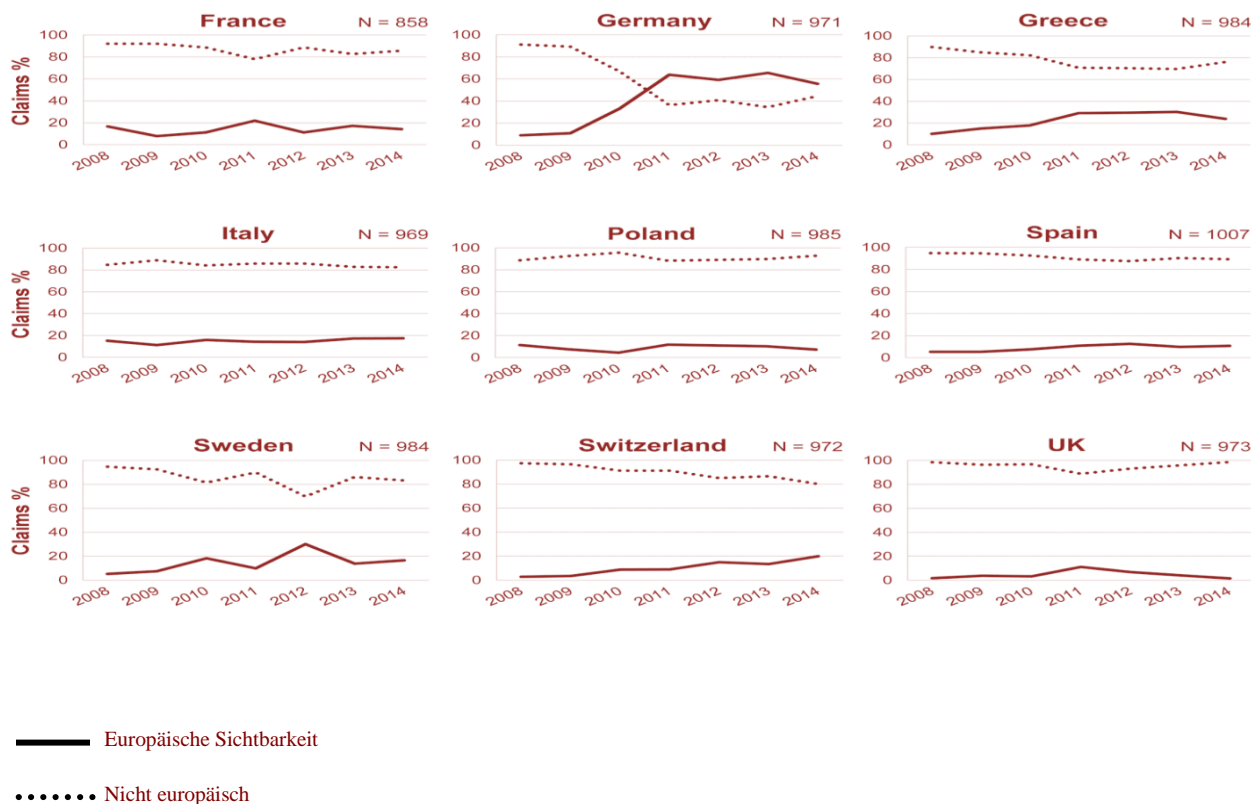 France N = 858
Germany N = 971
Greece N = 984
Claims %
100
80
60
40
20
0
2008 2009 2010 2011 2012 2013 2014
100
80
60
40
20
0
2008 2009 2010 2011 2012 2013 2014
100
80
60
40
20
0
2008 2009 2010 2011 2012 2013 2014
Italy N = 969
Poland N = 985
Spain N = 1007
Claims %
100
80
60
40
20
0
2008 2009 2010 2011 2012 2013 2014
100
80
60
40
20
0
2008 2009 2010 2011 2012 2013 2014
100
80
60
40
20
0
2008 2009 2010 2011 2012 2013 2014
Sweden N = 984
Switzerland N = 972
UK N = 973
Claims %
100
80
60
40
20
0
2008 2009 2010 2011 2012 2013 2014
100
80
60
40
20
0
2008 2009 2010 2011 2012 2013 2014
100
80
60
40
20
0
2008 2009 2010 2011 2012 2013 2014
Europäische Sichtbarkeit
Nicht europäisch